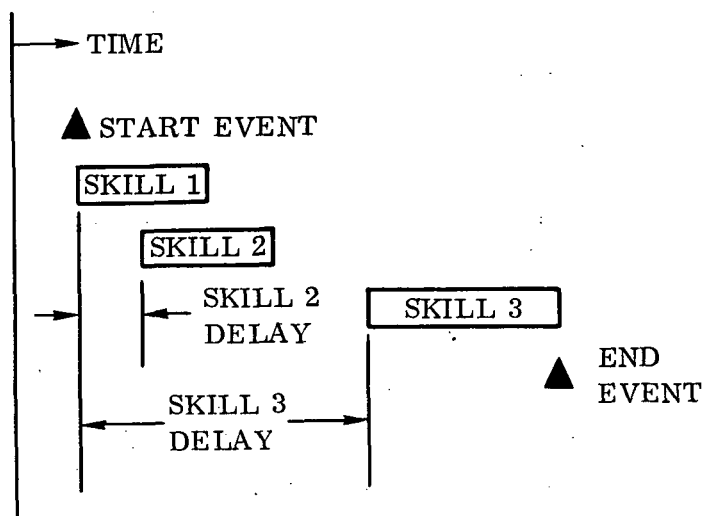 TIME
START EVENT
SKILL 1
SKILL 2
SKILL 2
DELAY
SKILL 3
END
EVENT
SKILL 3
DELAY